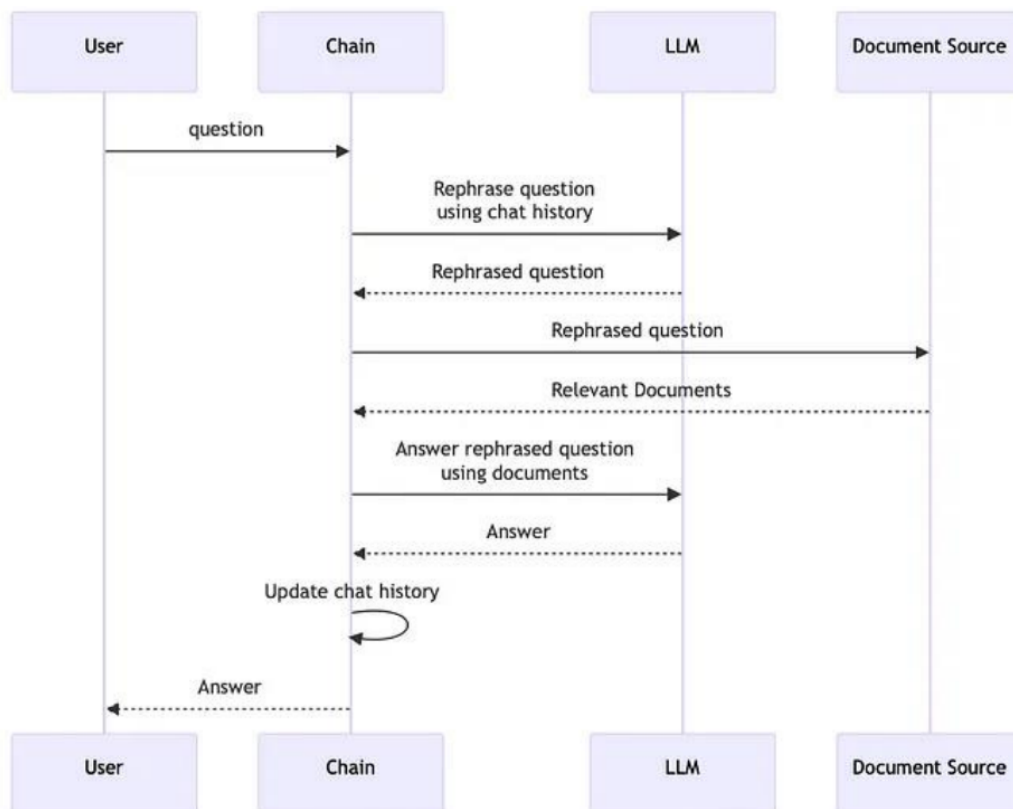 User
Chain
LLM
Document Source
question
Rephrase question
using chat history
Rephrased question
Rephrased question
Relevant Documents
Answer rephrased question
using documents
Answer
Update chat history
Answer
User
Chain
LLM
Document Source